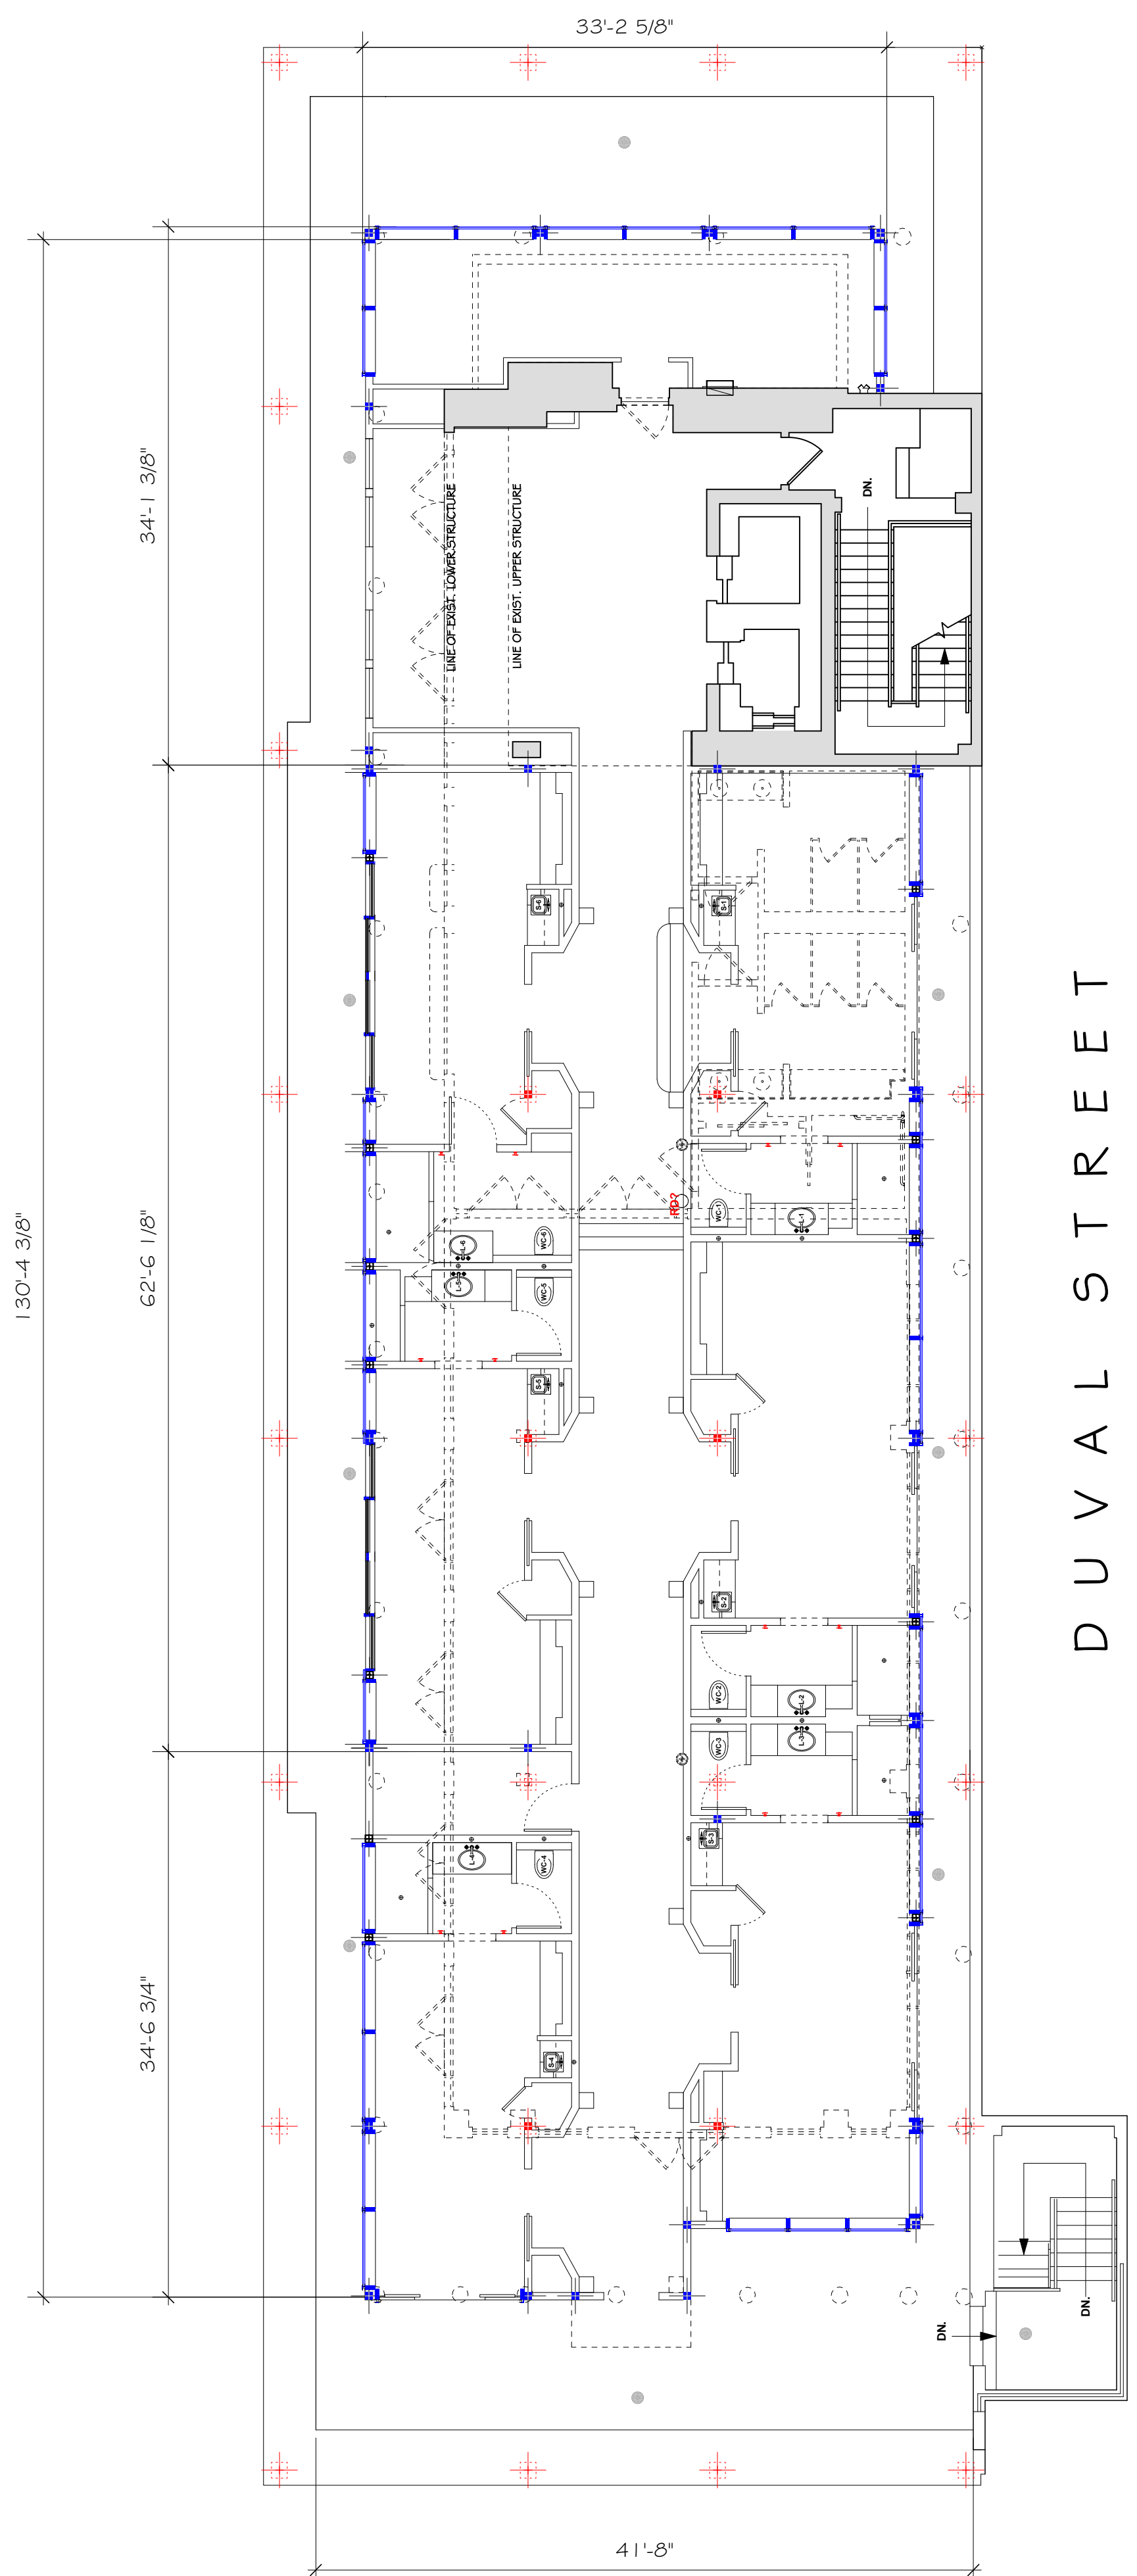 33'-2 5/8"
34'-1 3/8"
LINE OF EXIST. LOWER STRUCTURE
LINE OF EXIST. UPPER STRUCTURE
DN.
S-6
S-1
130'-4 3/8"
62'-6 1/8"
RD?
WC-1
L-1
L-6
WC-6
L-5
WC-5
S-5
DUVAL STREET
S-2
WC-2
L-2
WC-3
L-3
S-3
L-4
WC-4
34'-6 3/4"
S-4
DN.
DN.
41'-8"